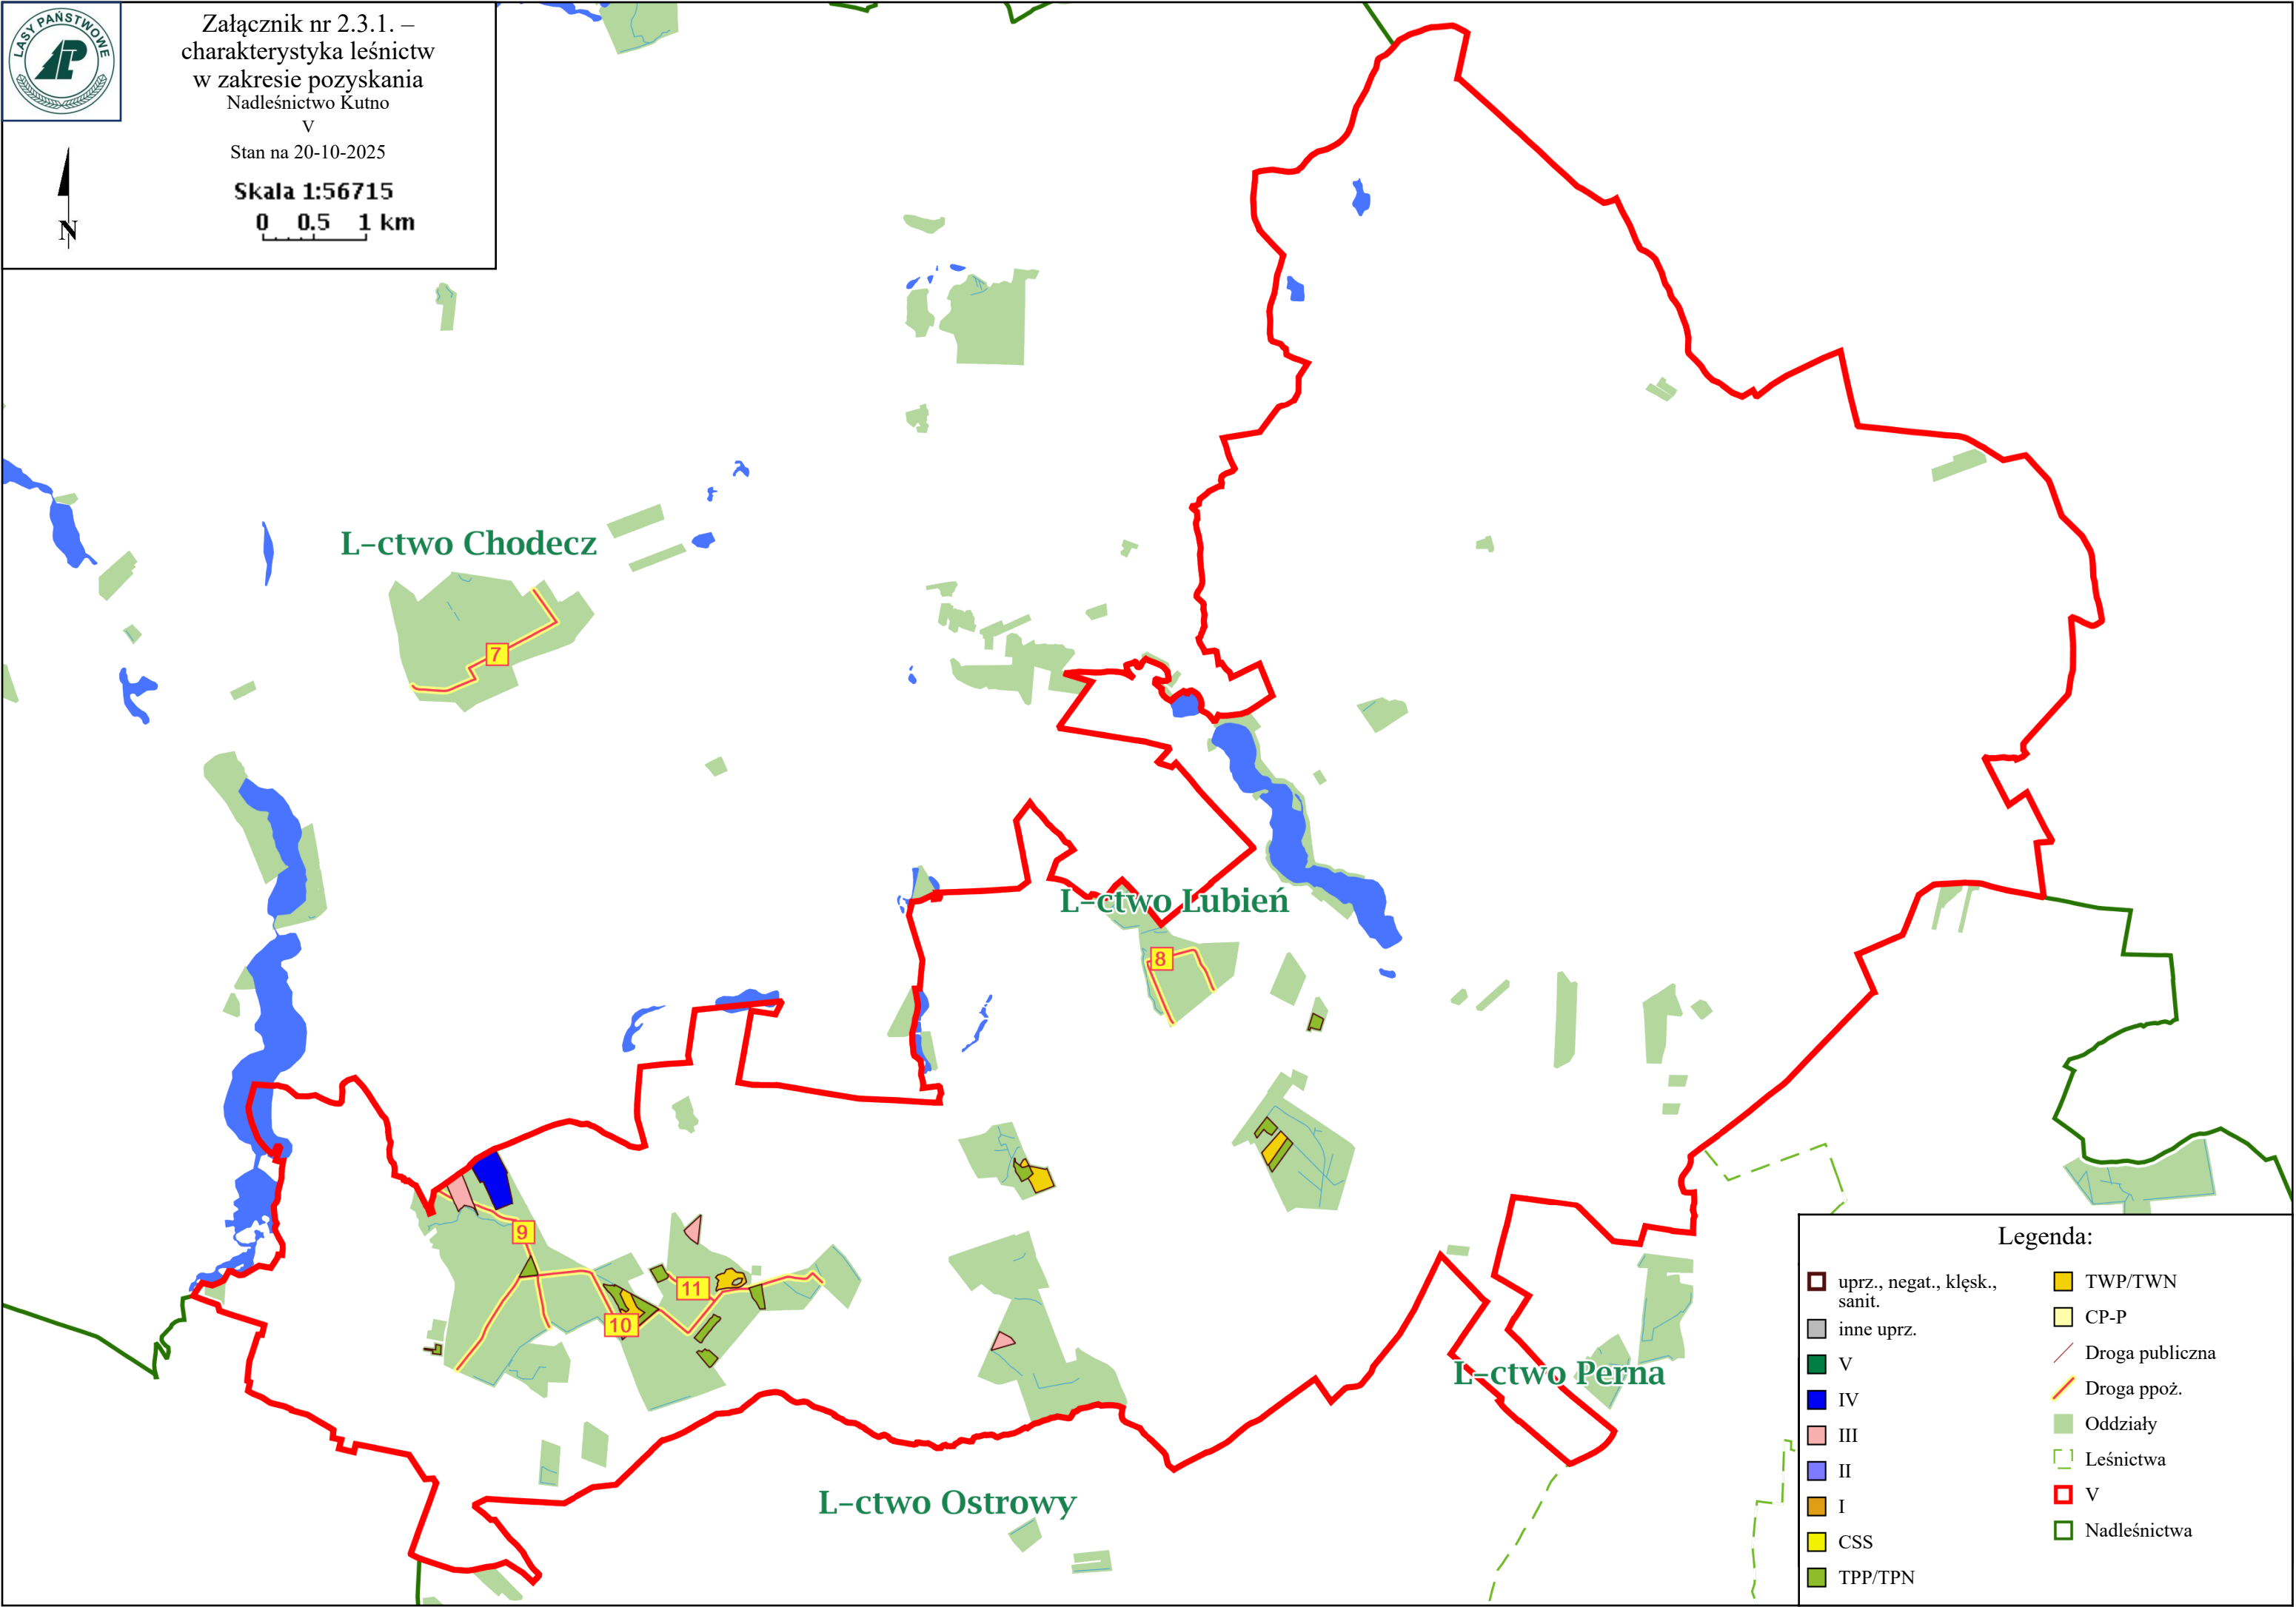 LASY PAŃSTWOWE
Załącznik nr 2.3.1. –
charakterystyka leśnictw
w zakresie pozyskania
Nadleśnictwo Kutno
V
Stan na 20-10-2025
Skala 1:56715
0 0.5 1 km
N
L-ctwo Chodecz
7
L-ctwo Lubień
8
9
11
10
L-ctwo Perna
L-ctwo Ostrowy
Legenda:
uprz., negat., klęsk.,
sanit.
inne uprz.
V
IV
III
II
I
CSS
TPP/TPN
TWP/TWN
CP-P
Droga publiczna
Droga ppoż.
Oddziały
Leśnictwa
V
Nadleśnictwa